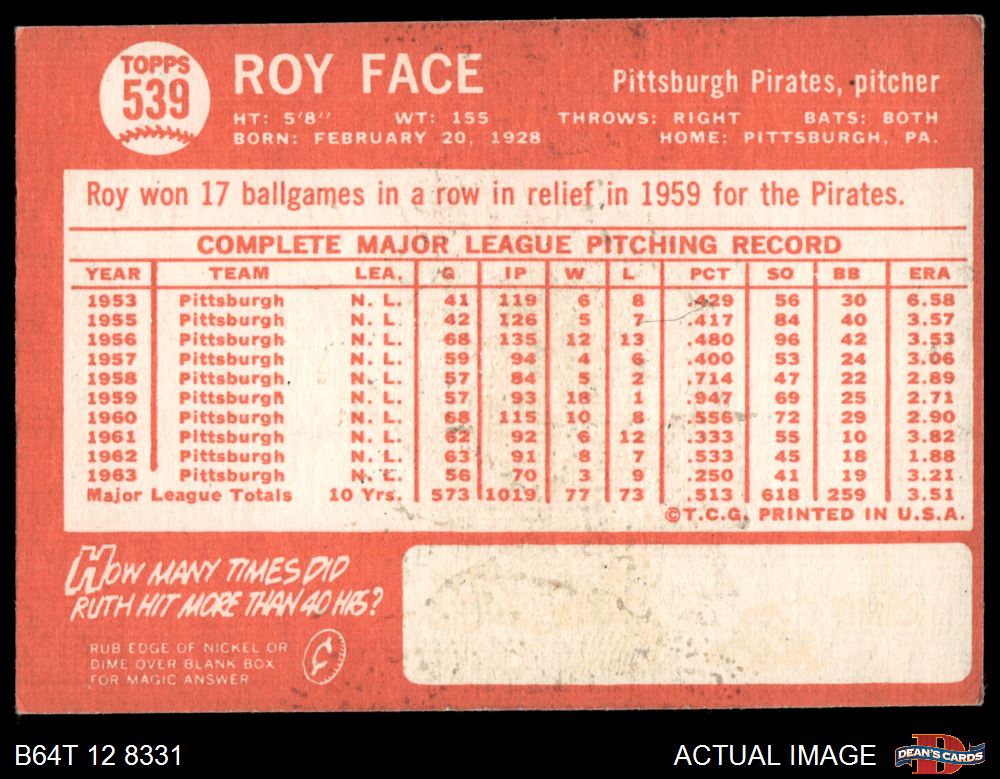 TOPPS
539
ROY FACE
Pittsburgh Pirates, pitcher
HT: 5'8" WT: 155 THROWS: RIGHT BATS: BOTH
BORN: FEBRUARY 20, 1928 HOME: PITTSBURGH, PA.
Roy won 17 ballgames in a row in relief in 1959 for the Pirates.
COMPLETE MAJOR LEAGUE PITCHING RECORD
YEAR TEAM LEA. G IP W L PCT SO BB ERA
1953 Pittsburgh N. L. 41 119 6 8 .429 56 30 6.58
1955 Pittsburgh N. L. 42 126 5 7 .417 84 40 3.57
1956 Pittsburgh N. L. 68 135 12 13 .480 96 42 3.53
1957 Pittsburgh N. L. 59 94 4 6 .400 53 24 3.06
1958 Pittsburgh N. L. 57 84 5 2 .714 47 22 2.89
1959 Pittsburgh N. L. 57 93 18 1 .947 69 25 2.71
1960 Pittsburgh N. L. 68 115 10 8 .556 72 29 2.90
1961 Pittsburgh N. L. 62 92 6 12 .333 55 10 3.82
1962 Pittsburgh N. L. 63 91 8 7 .533 45 18 1.88
1963 Pittsburgh N. L. 56 70 3 9 .250 41 19 3.21
Major League Totals 10 Yrs. 573 1019 77 73 .513 618 259 3.51
©T.C.G. PRINTED IN U.S.A.
HOW MANY TIMES DID
RUTH HIT MORE THAN 40 HRS?
RUB EDGE OF NICKEL OR
DIME OVER BLANK BOX
FOR MAGIC ANSWER
B64T 12 8331
ACTUAL IMAGE
DEAN'S CARDS